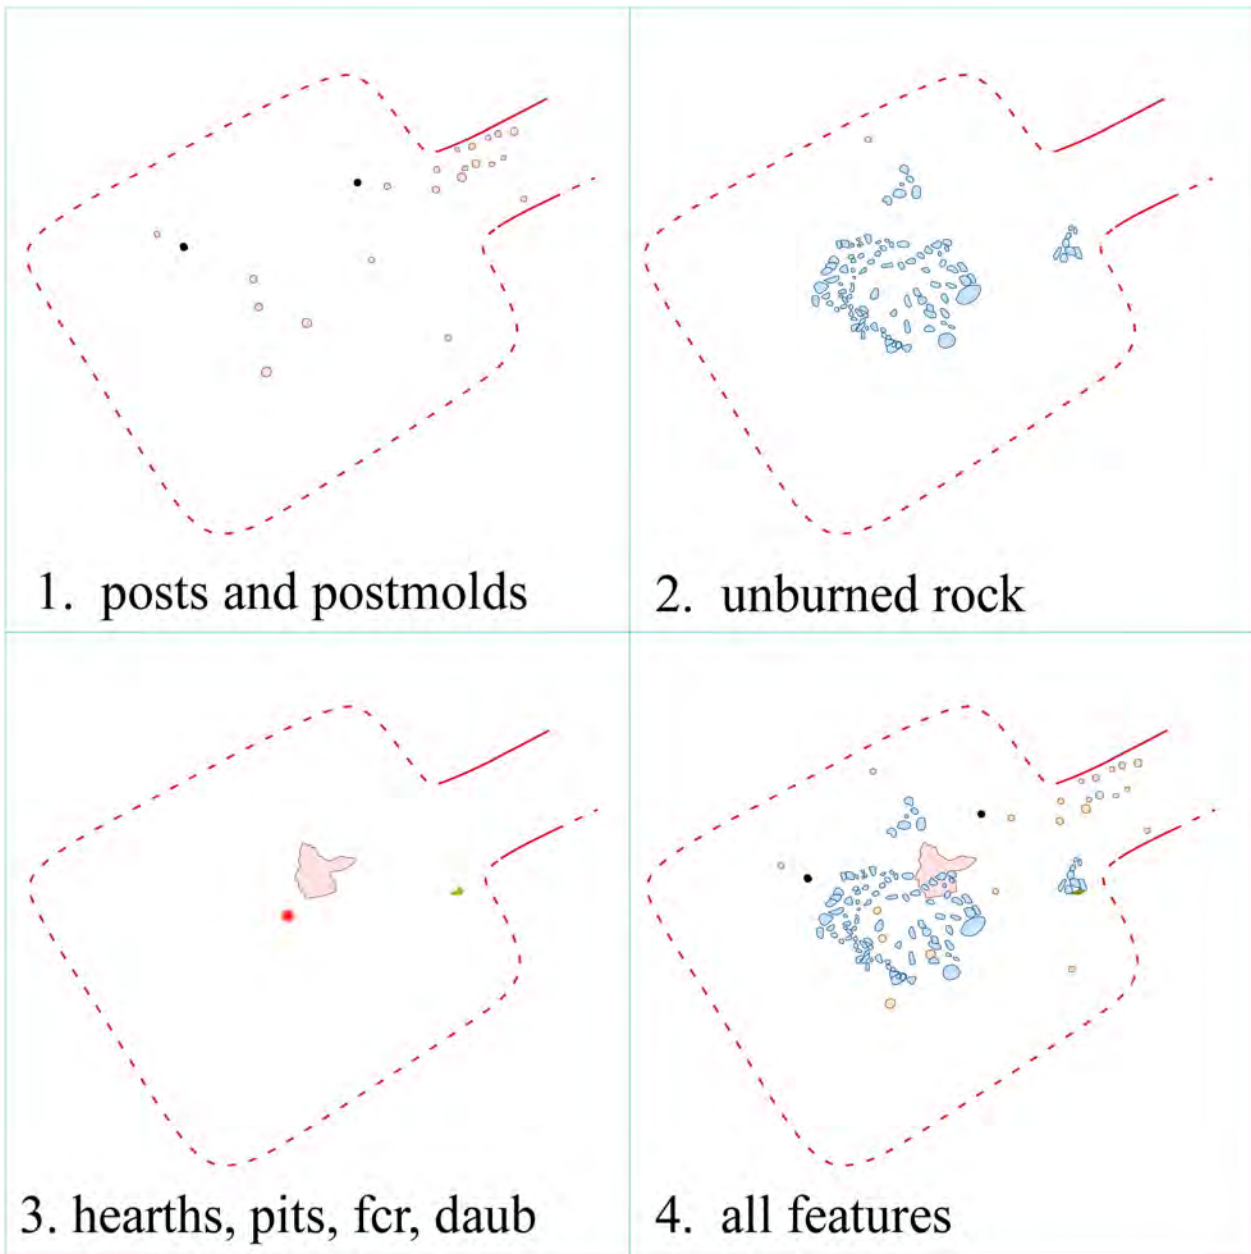 1. posts and postmolds
2. unburned rock
3. hearths, pits, fcr, daub
4. all features